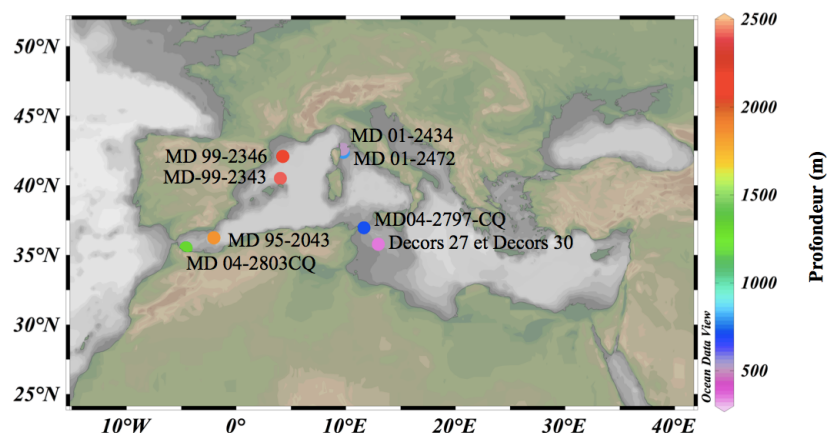 50°N
45°N
40°N
35°N
30°N
25°N
MD 01-2434
MD 01-2472
MD 99-2346
MD-99-2343
MD04-2797-CQ
MD 95-2043
Decors 27 et Decors 30
MD 04-2803CQ
10°W
0°
10°E
20°E
30°E
40°E
Ocean Data View
2500
2000
1500
1000
500
Profondeur (m)